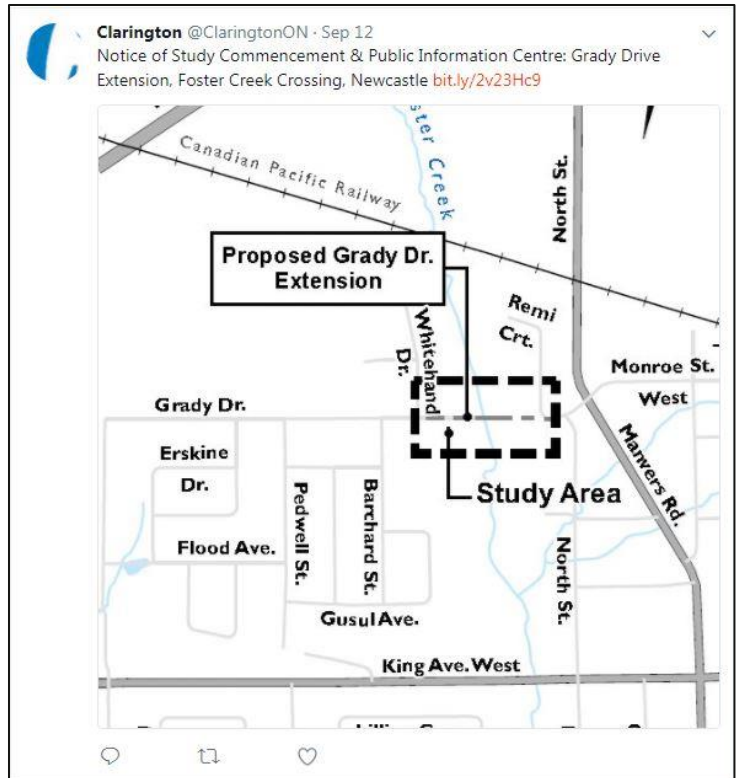 Clarington @ClaringtonON · Sep 12
Notice of Study Commencement & Public Information Centre: Grady Drive
Extension, Foster Creek Crossing, Newcastle bit.ly/2v23Hc9
ster Creek
Canadian Pacific Railway
North St.
Proposed Grady Dr.
Extension
Remi
Crt.
Whitehand
Dr.
Monroe St.
West
Grady Dr.
Erskine
Dr.
Manvers Rd.
Study Area
Pedwell St.
Barchard St.
Flood Ave.
North St.
Gusul Ave.
King Ave. West